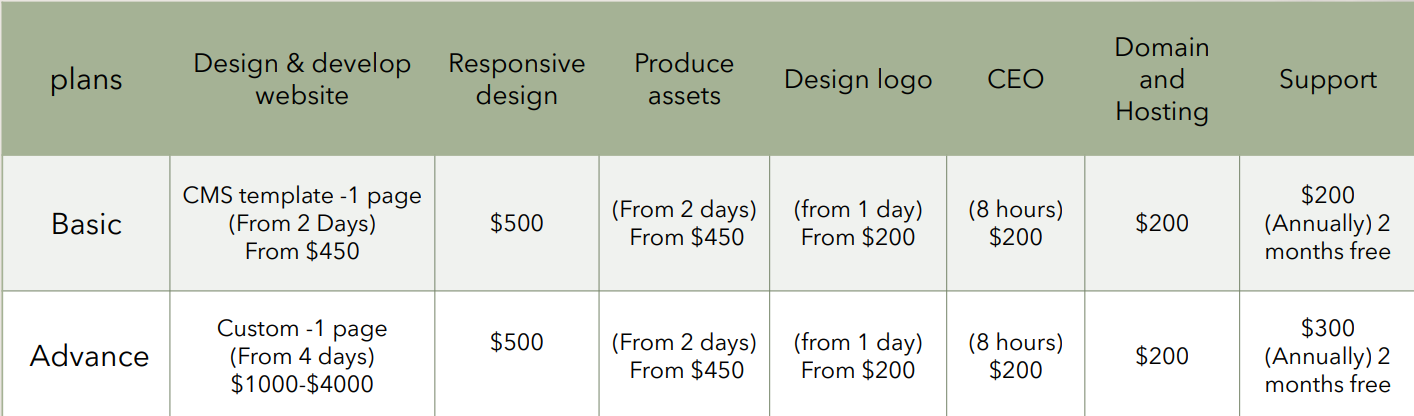 plans
Design & develop
website
Responsive
design
Produce
assets
Design logo
CEO
Domain
and
Hosting
Support
Basic
CMS template -1 page
(From 2 Days)
From $450
$500
(From 2 days)
From $450
(from 1 day)
From $200
(8 hours)
$200
$200
$200
(Annually) 2
months free
Advance
Custom -1 page
(From 4 days)
$1000-$4000
$500
(From 2 days)
From $450
(from 1 day)
From $200
(8 hours)
$200
$200
$300
(Annually) 2
months free